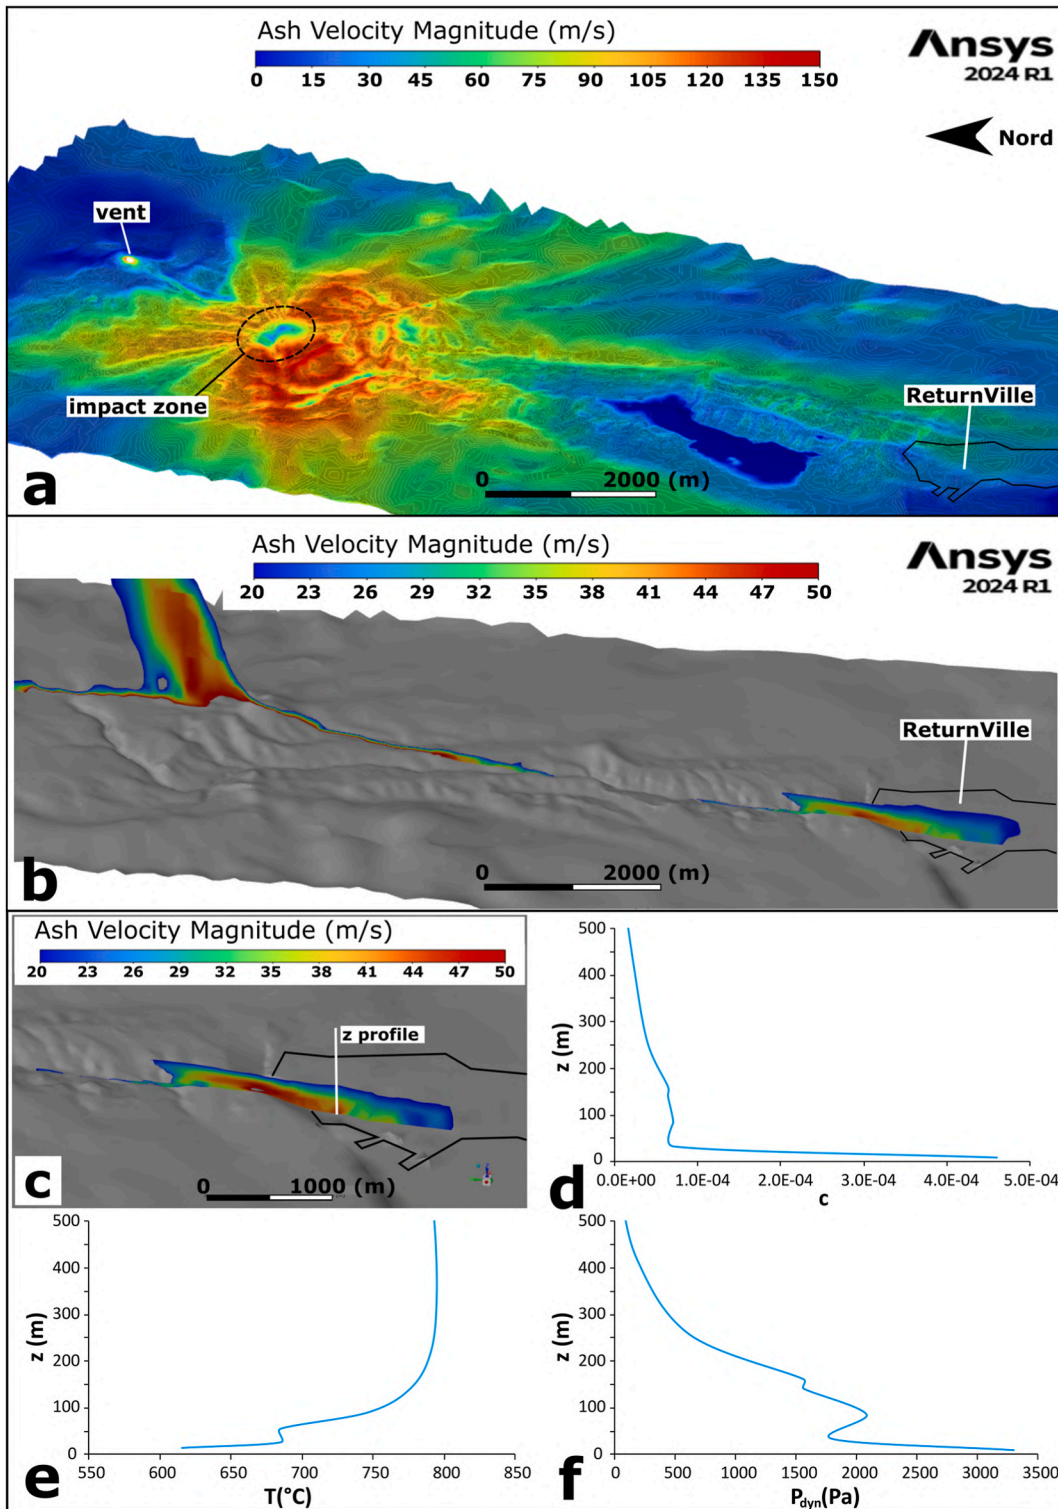 Ash Velocity Magnitude (m/s)
0 15 30 45 60 75 90 105 120 135 150
Ansys
2024 R1
Nord
vent
impact zone
ReturnVille
0 2000 (m)
a
Ash Velocity Magnitude (m/s)
20 23 26 29 32 35 38 41 44 47 50
Ansys
2024 R1
ReturnVille
0 2000 (m)
b
Ash Velocity Magnitude (m/s)
20 23 26 29 32 35 38 41 44 47 50
z profile
0 1000 (m)
c
500
400
300
200
100
0
z (m)
0.0E+00 1.0E-04 2.0E-04 3.0E-04 4.0E-04 5.0E-04
c
d
500
400
300
200
100
0
z (m)
550 600 650 700 750 800 850
T(°C)
e
500
400
300
200
100
0
z (m)
0 500 1000 1500 2000 2500 3000 3500
Pdyn(Pa)
f